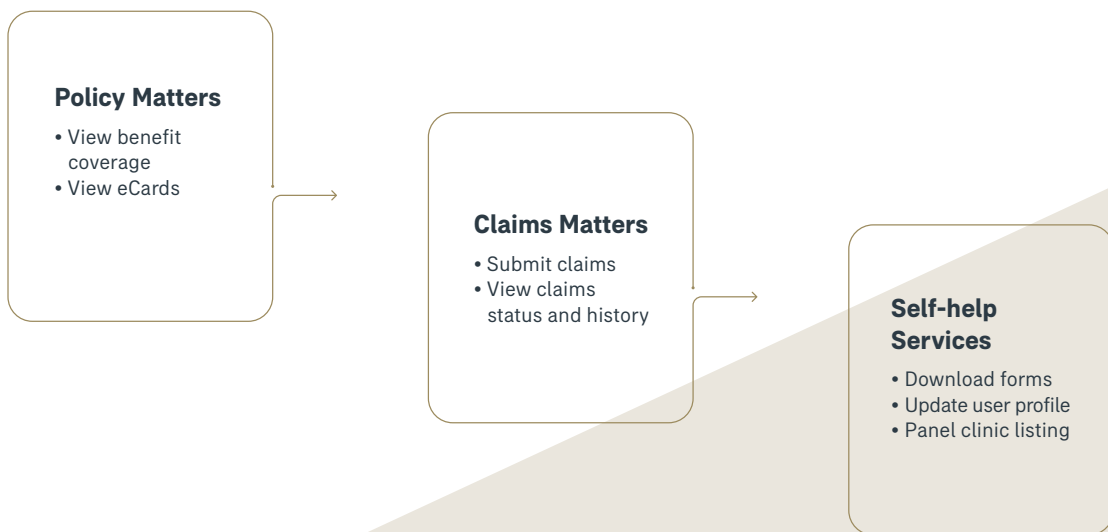 Policy Matters
• View benefit
coverage
• View eCards
Claims Matters
• Submit claims
• View claims
status and history
Self-help
Services
• Download forms
• Update user profile
• Panel clinic listing